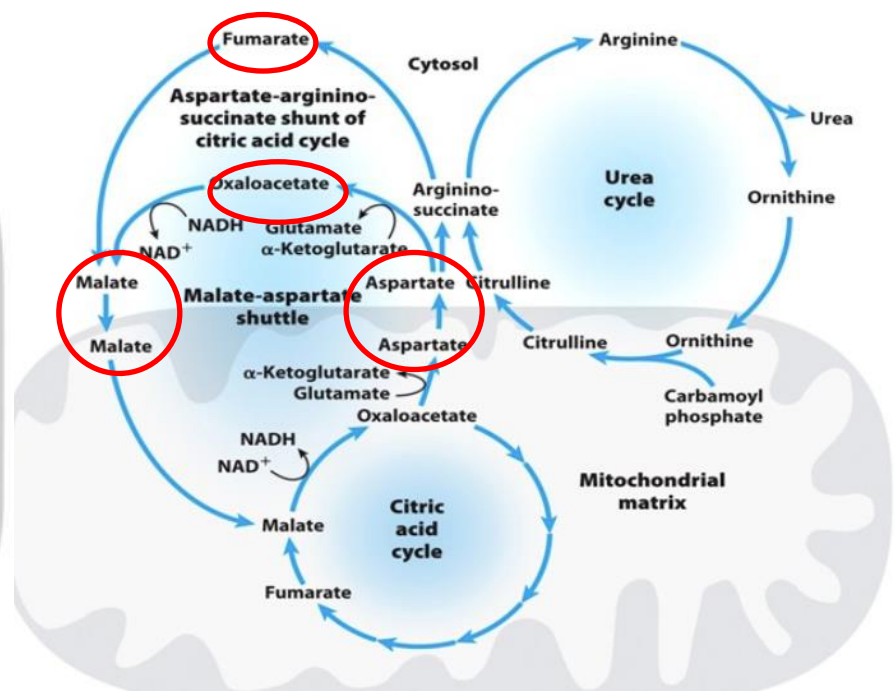 Fumarate
Cytosol
Arginine
Aspartate-arginino-
succinate shunt of
citric acid cycle
Urea
Oxaloacetate
Arginino-
succinate
Urea
cycle
Ornithine
NADH
Glutamate
α-Ketoglutarate
NAD+
Malate
Malate-aspartate
shuttle
Aspartate
Citrulline
Malate
Aspartate
Citrulline
Ornithine
α-Ketoglutarate
Glutamate
Carbamoyl
phosphate
Oxaloacetate
NADH
NAD+
Mitochondrial
matrix
Citric
acid
cycle
Malate
Fumarate